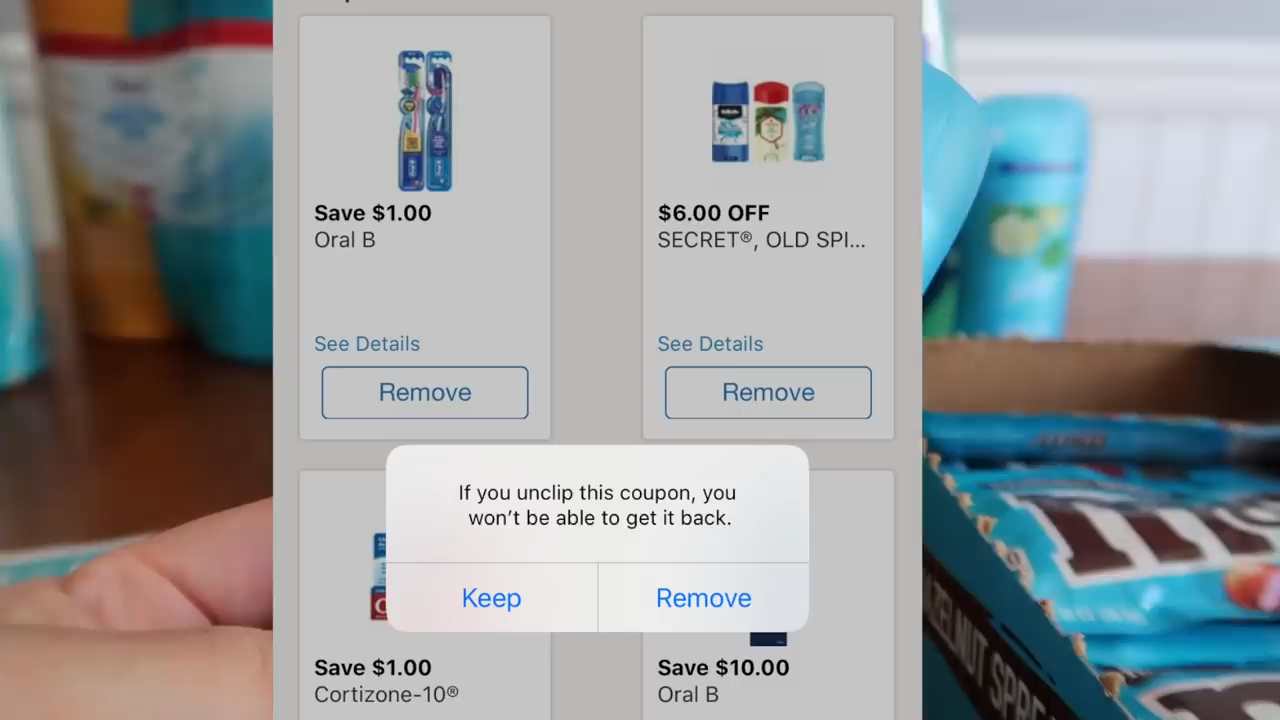 Save $1.00
Oral B
See Details
Remove
$6.00 OFF
SECRET®, OLD SPI...
See Details
Remove
If you unclip this coupon, you
won't be able to get it back.
Keep
Remove
Save $1.00
Cortizone-10®
Save $10.00
Oral B